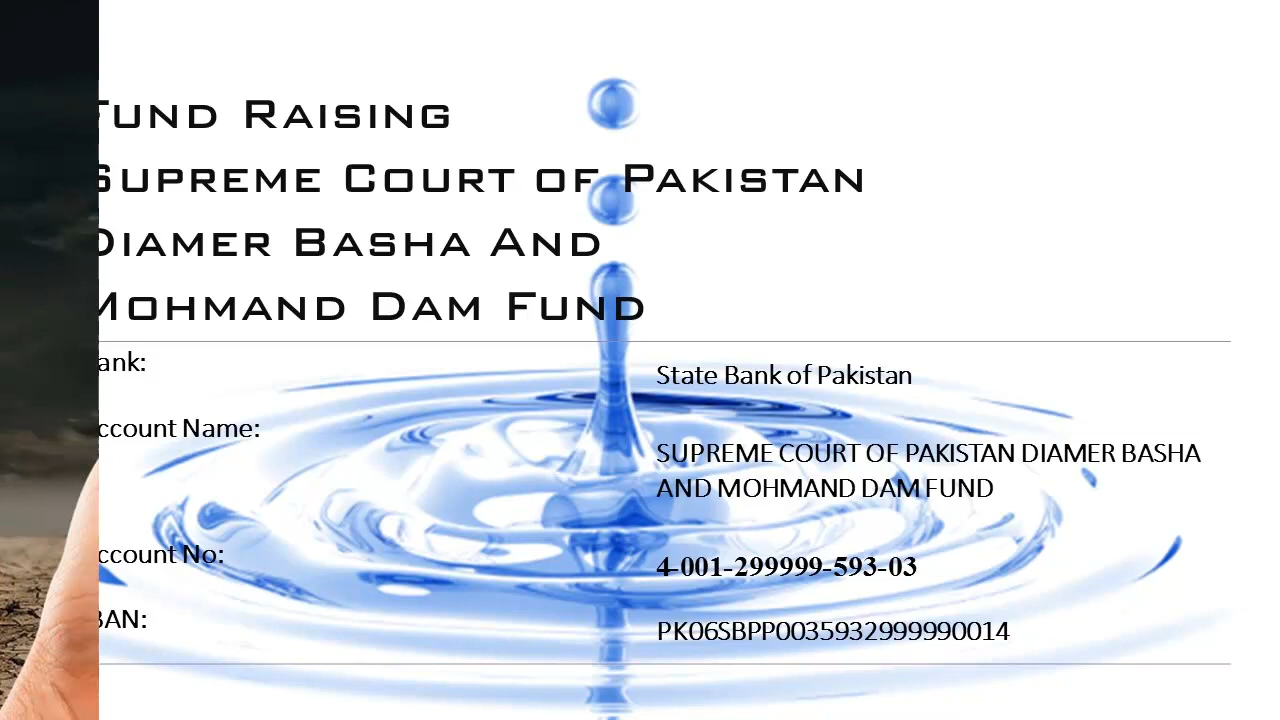 Fund Raising
Supreme Court of Pakistan
Diamer Basha And
Mohmand Dam Fund
ank:
State Bank of Pakistan
ccount Name:
SUPREME COURT OF PAKISTAN DIAMER BASHA
AND MOHMAND DAM FUND
ccount No:
4-001-299999-593-03
BAN:
PK06SBPP0035932999990014